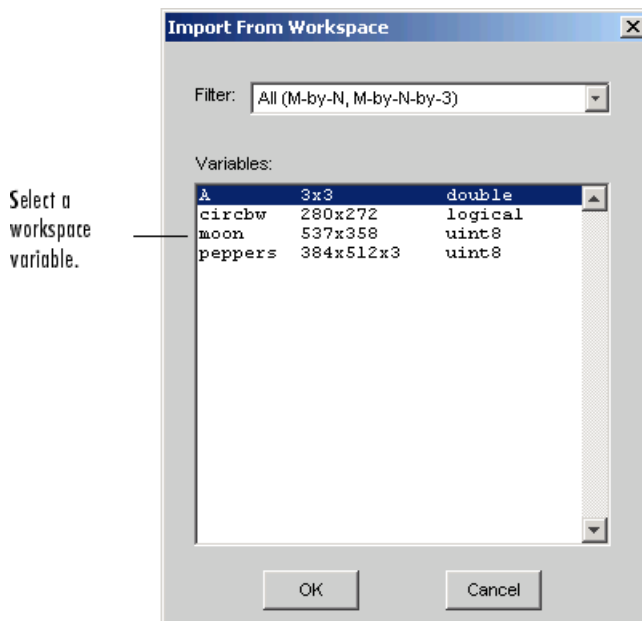 Import From Workspace
Filter: All (M-by-N, M-by-N-by-3)
Variables:
A 3x3 double
circbw 280x272 logical
moon 537x358 uint8
peppers 384x512x3 uint8
Select a
workspace
variable.
OK Cancel